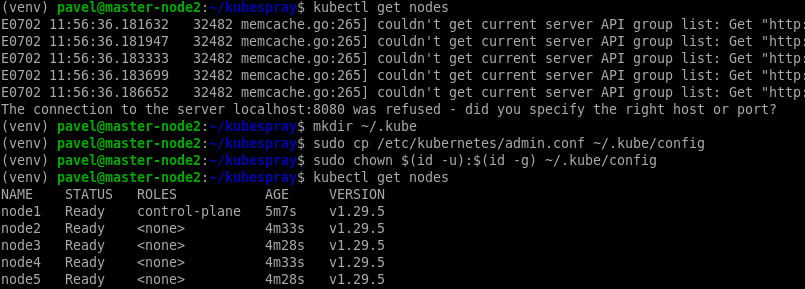 (venv) pavel@master-node2:~/kubespray$ kubectl get nodes
E0702 11:56:36.181632   32482 memcache.go:265] couldn't get current server API group list: Get "http:
E0702 11:56:36.181947   32482 memcache.go:265] couldn't get current server API group list: Get "http:
E0702 11:56:36.183333   32482 memcache.go:265] couldn't get current server API group list: Get "http:
E0702 11:56:36.183699   32482 memcache.go:265] couldn't get current server API group list: Get "http:
E0702 11:56:36.186652   32482 memcache.go:265] couldn't get current server API group list: Get "http:
The connection to the server localhost:8080 was refused - did you specify the right host or port?
(venv) pavel@master-node2:~/kubespray$ mkdir ~/.kube
(venv) pavel@master-node2:~/kubespray$ sudo cp /etc/kubernetes/admin.conf ~/.kube/config
(venv) pavel@master-node2:~/kubespray$ sudo chown $(id -u):$(id -g) ~/.kube/config
(venv) pavel@master-node2:~/kubespray$ kubectl get nodes
NAME    STATUS   ROLES           AGE     VERSION
node1   Ready    control-plane   5m7s    v1.29.5
node2   Ready    <none>          4m33s   v1.29.5
node3   Ready    <none>          4m28s   v1.29.5
node4   Ready    <none>          4m33s   v1.29.5
node5   Ready    <none>          4m28s   v1.29.5